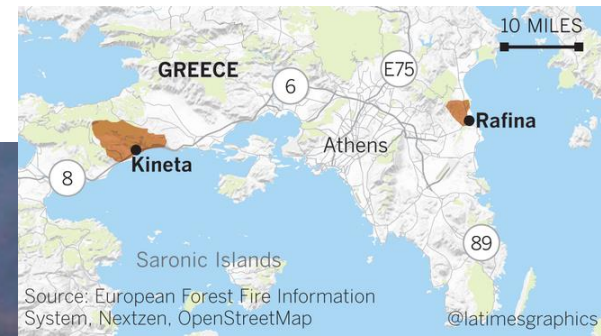 10 MILES
GREECE
E75
6
Rafina
Athens
Kineta
8
89
Saronic Islands
Source: European Forest Fire Information
System, Nextzen, OpenStreetMap
@latimesgraphics